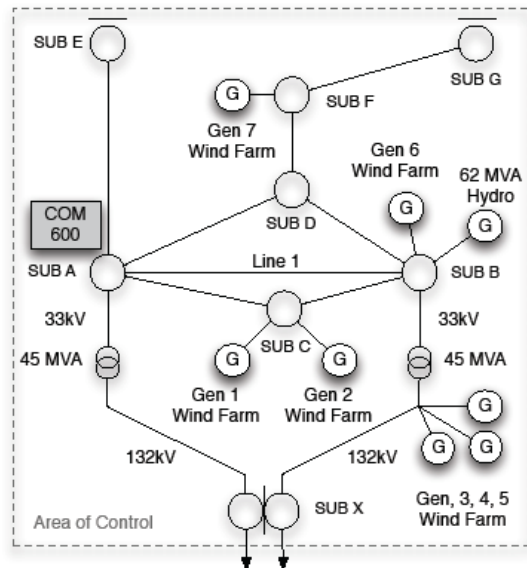 SUB E
SUB G
G
SUB F
Gen 7
Wind Farm
Gen 6
Wind Farm
62 MVA
Hydro
G
G
COM
600
SUB D
SUB A
Line 1
SUB B
33kV
33kV
SUB C
45 MVA
G
G
45 MVA
Gen 1
Wind Farm
Gen 2
Wind Farm
G
G
G
132kV
132kV
Gen, 3, 4, 5
Wind Farm
SUB X
Area of Control